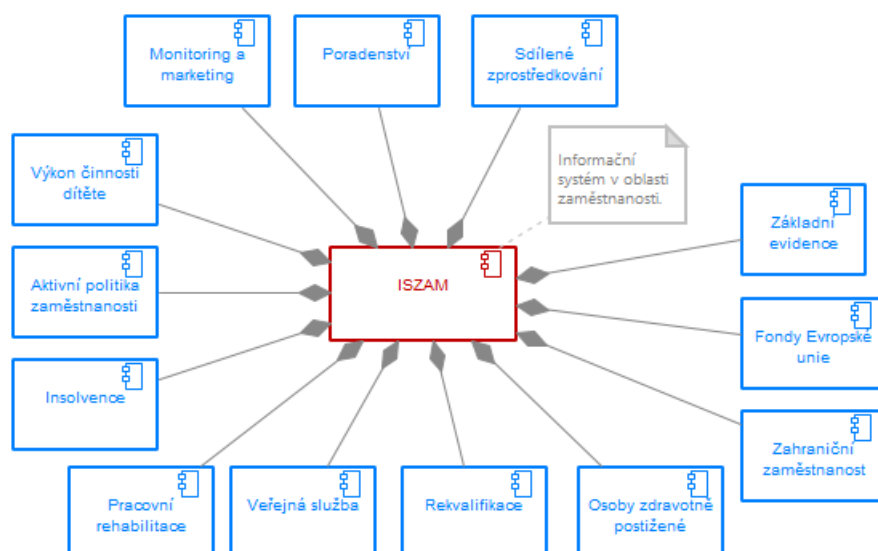 Monitoring a
marketing
Poradenství
Sdílené
zprostředkování
Informační
systém v oblasti
zaměstnanosti.
Výkon činnosti
dítěte
Základní
evidence
Aktivní politika
zaměstnanosti
ISZAM
Fondy Evropské
unie
Insolvence
Zahraniční
zaměstnanost
Pracovní
rehabilitace
Veřejná služba
Rekvalifikace
Osoby zdravotně
postižené